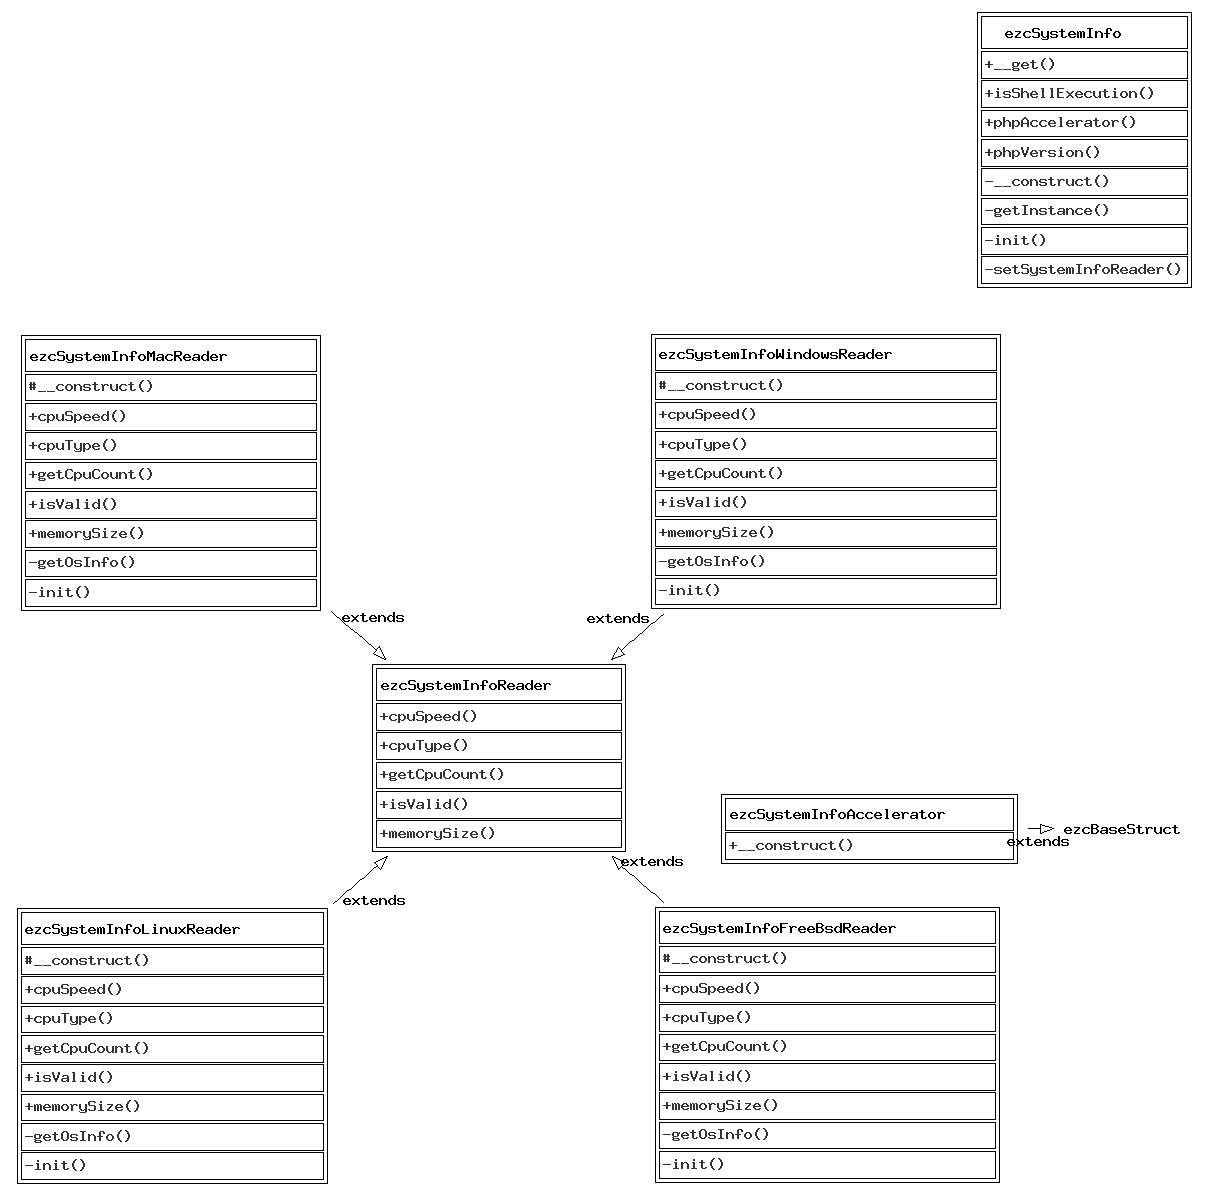 ezcSystemInfo
+__get()
+isShellExecution()
+phpAccelerator()
+phpVersion()
-__construct()
-getInstance()
-init()
-setSystemInfoReader()
ezcSystemInfoMacReader
#__construct()
+cpuSpeed()
+cpuType()
+getCpuCount()
+isValid()
+memorySize()
-getOsInfo()
-init()
extends
ezcSystemInfoWindowsReader
#__construct()
+cpuSpeed()
+cpuType()
+getCpuCount()
+isValid()
+memorySize()
-getOsInfo()
-init()
extends
ezcSystemInfoReader
+cpuSpeed()
+cpuType()
+getCpuCount()
+isValid()
+memorySize()
ezcSystemInfoAccelerator
+__construct()
extends
ezcBaseStruct
extends
extends
ezcSystemInfoLinuxReader
#__construct()
+cpuSpeed()
+cpuType()
+getCpuCount()
+isValid()
+memorySize()
-getOsInfo()
-init()
ezcSystemInfoFreeBsdReader
#__construct()
+cpuSpeed()
+cpuType()
+getCpuCount()
+isValid()
+memorySize()
-getOsInfo()
-init()